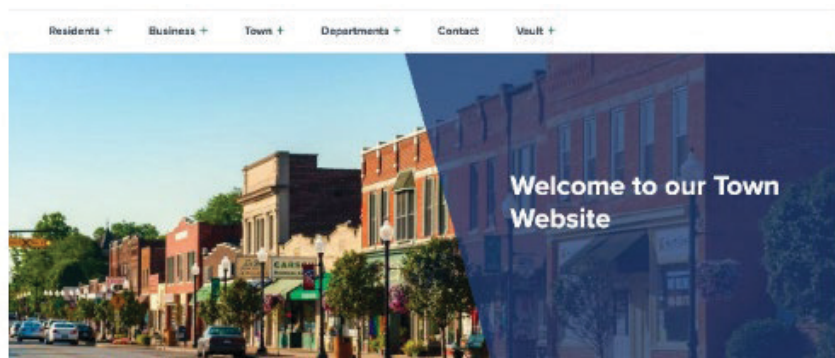 Residents + Business + Town + Departments + Contact Vault +
Welcome to our Town
Website